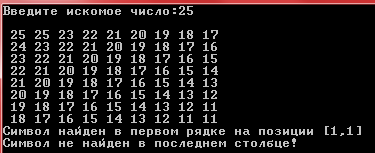 Введите искомое число:25
25 25 23 22 21 20 19 18 17
24 23 22 21 20 19 18 17 16
23 22 21 20 19 18 17 16 15
22 21 20 19 18 17 16 15 14
21 20 19 18 17 16 15 14 13
20 19 18 17 16 15 14 13 12
19 18 17 16 15 14 13 12 11
18 17 16 15 14 13 12 11 11
Символ найден в первом рядке на позиции [1,1]
Символ не найден в последнем столбце!